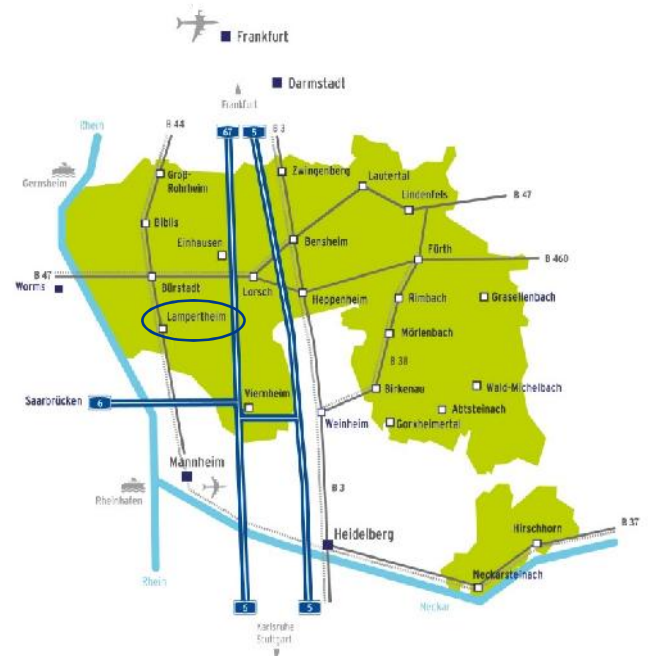 Frankfurt
Darmstadt
Frankfurt
Rhein
B 44
67
5
B 3
Gernsheim
Groß-
Rohrheim
Zwingenberg
Lautertal
Lindenfels
B 47
Biblis
Einhausen
Bensheim
Fürth
B 460
B 47
Worms
Bürstadt
Lorsch
Heppenheim
Rimbach
Grasellenbach
Lampertheim
Mörlenbach
B 38
Saarbrücken
6
Viernheim
Birkenau
Wald-Michelbach
Weinheim
Abtsteinach
Gorxheimertal
Mannheim
Rheinhafen
B 3
Heidelberg
Hirschhorn
B 37
Rhein
Neckarsteinach
6
5
Neckar
Karlsruhe
Stuttgart